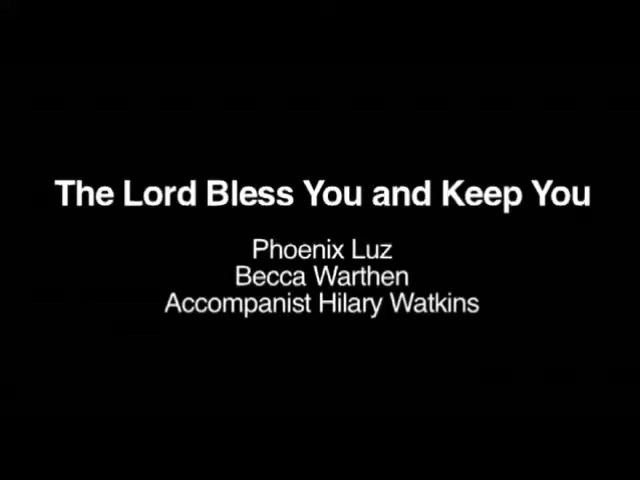 The Lord Bless You and Keep You
Phoenix Luz
Becca Warthen
Accompanist Hilary Watkins